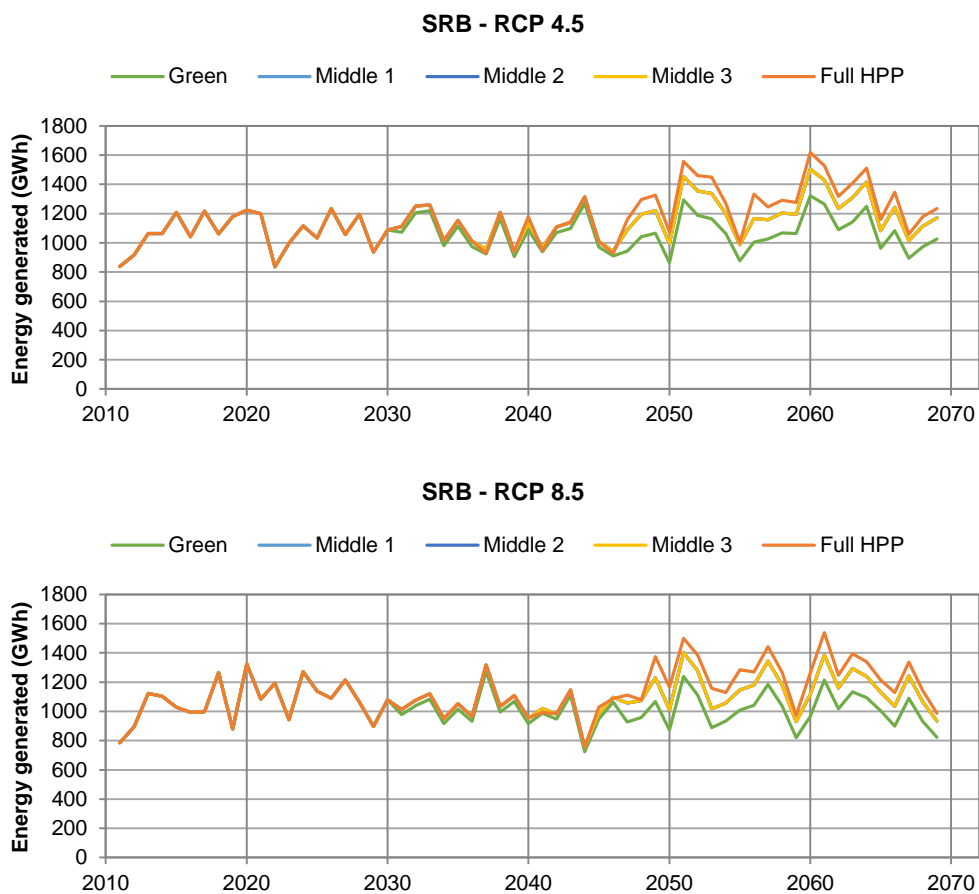 SRB - RCP 4.5
Green Middle 1 Middle 2 Middle 3 Full HPP
Energy generated (GWh)
1800
1600
1400
1200
1000
800
600
400
200
0
2010 2020 2030 2040 2050 2060 2070
SRB - RCP 8.5
Green Middle 1 Middle 2 Middle 3 Full HPP
Energy generated (GWh)
1800
1600
1400
1200
1000
800
600
400
200
0
2010 2020 2030 2040 2050 2060 2070